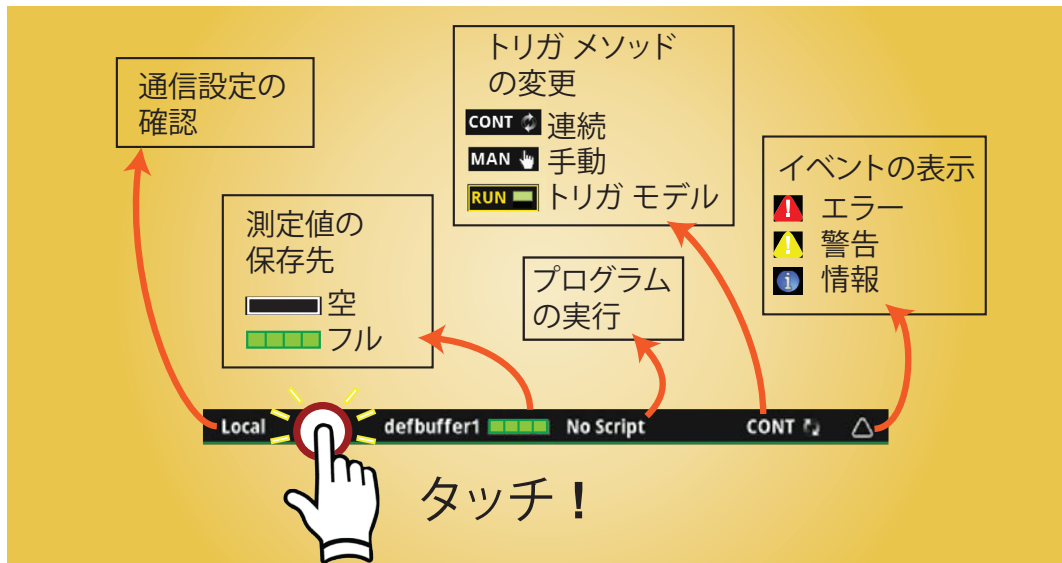 通信設定の
確認
測定値の
保存先
空
フル
トリガ メソッド
の変更
CONT 連続
MAN 手動
RUN トリガ モデル
プログラム
の実行
イベントの表示
エラー
警告
情報
Local defbuffer1 No Script CONT
タッチ！